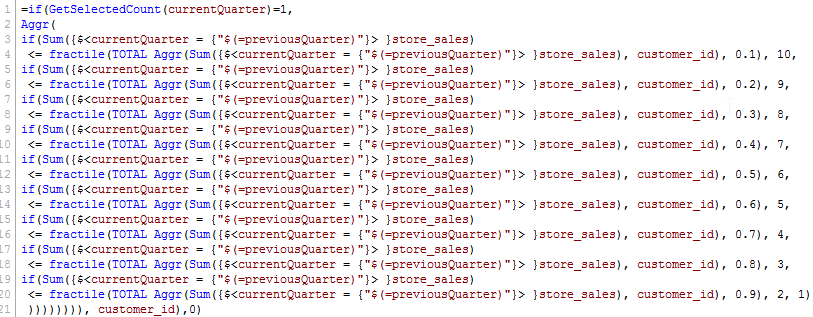 1 =if(GetSelectedCount(currentQuarter)=1,
2 Aggr(
3 if(Sum({$<currentQuarter = {"$(=previousQuarter)"}> }store_sales)
4 <= fractile(TOTAL Aggr(Sum({$<currentQuarter = {"$(=previousQuarter)"}> }store_sales), customer_id), 0.1), 10,
5 if(Sum({$<currentQuarter = {"$(=previousQuarter)"}> }store_sales)
6 <= fractile(TOTAL Aggr(Sum({$<currentQuarter = {"$(=previousQuarter)"}> }store_sales), customer_id), 0.2), 9,
7 if(Sum({$<currentQuarter = {"$(=previousQuarter)"}> }store_sales)
8 <= fractile(TOTAL Aggr(Sum({$<currentQuarter = {"$(=previousQuarter)"}> }store_sales), customer_id), 0.3), 8,
9 if(Sum({$<currentQuarter = {"$(=previousQuarter)"}> }store_sales)
10 <= fractile(TOTAL Aggr(Sum({$<currentQuarter = {"$(=previousQuarter)"}> }store_sales), customer_id), 0.4), 7,
11 if(Sum({$<currentQuarter = {"$(=previousQuarter)"}> }store_sales)
12 <= fractile(TOTAL Aggr(Sum({$<currentQuarter = {"$(=previousQuarter)"}> }store_sales), customer_id), 0.5), 6,
13 if(Sum({$<currentQuarter = {"$(=previousQuarter)"}> }store_sales)
14 <= fractile(TOTAL Aggr(Sum({$<currentQuarter = {"$(=previousQuarter)"}> }store_sales), customer_id), 0.6), 5,
15 if(Sum({$<currentQuarter = {"$(=previousQuarter)"}> }store_sales)
16 <= fractile(TOTAL Aggr(Sum({$<currentQuarter = {"$(=previousQuarter)"}> }store_sales), customer_id), 0.7), 4,
17 if(Sum({$<currentQuarter = {"$(=previousQuarter)"}> }store_sales)
18 <= fractile(TOTAL Aggr(Sum({$<currentQuarter = {"$(=previousQuarter)"}> }store_sales), customer_id), 0.8), 3,
19 if(Sum({$<currentQuarter = {"$(=previousQuarter)"}> }store_sales)
20 <= fractile(TOTAL Aggr(Sum({$<currentQuarter = {"$(=previousQuarter)"}> }store_sales), customer_id), 0.9), 2, 1)
21 )))))))), customer_id),0)